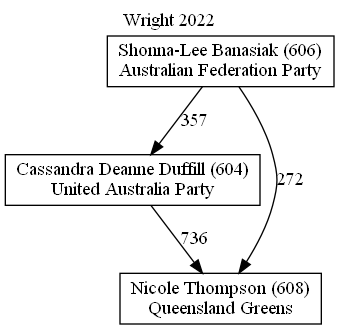 Wright 2022
Shonna-Lee Banasiak (606)
Australian Federation Party
357
Cassandra Deanne Duffill (604)
United Australia Party
272
736
Nicole Thompson (608)
Queensland Greens